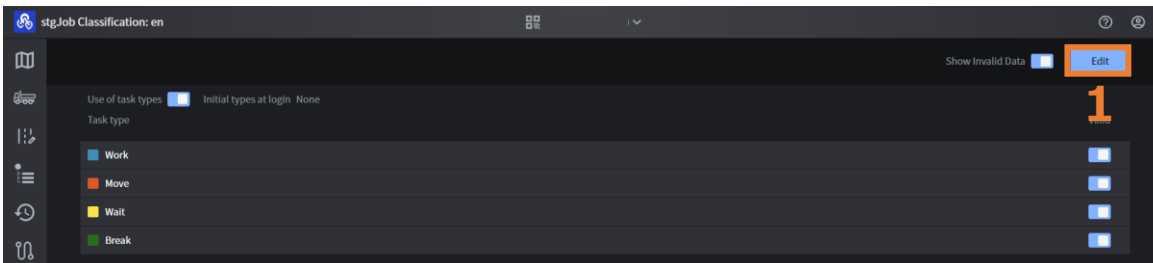 stgJob Classification: en
Show Invalid Data Edit
1
Use of task types Initial types at login None
Task type
Work
Move
Wait
Break